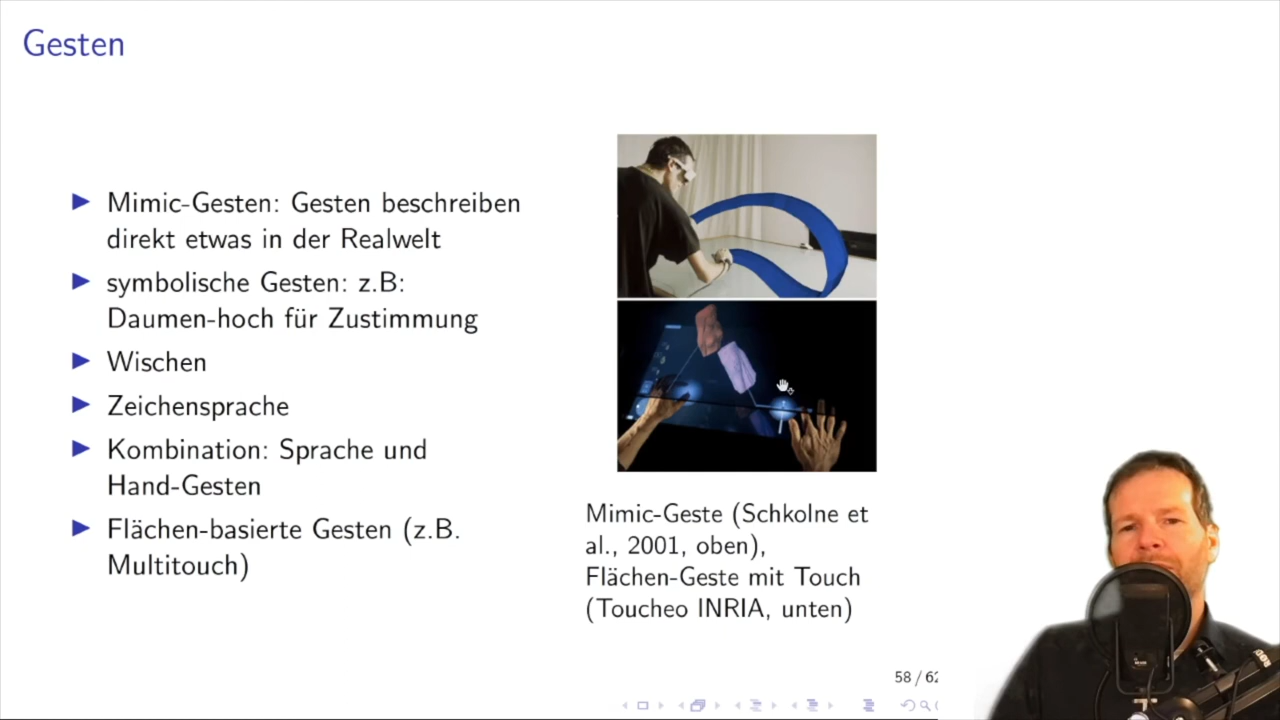 Gesten
Mimic-Gesten: Gesten beschreiben
direkt etwas in der Realwelt
symbolische Gesten: z.B:
Daumen-hoch für Zustimmung
Wischen
Zeichensprache
Kombination: Sprache und
Hand-Gesten
Flächen-basierte Gesten (z.B.
Multitouch)
Mimic-Geste (Schkolne et
al., 2001, oben),
Flächen-Geste mit Touch
(Toucheo INRIA, unten)
58 / 62